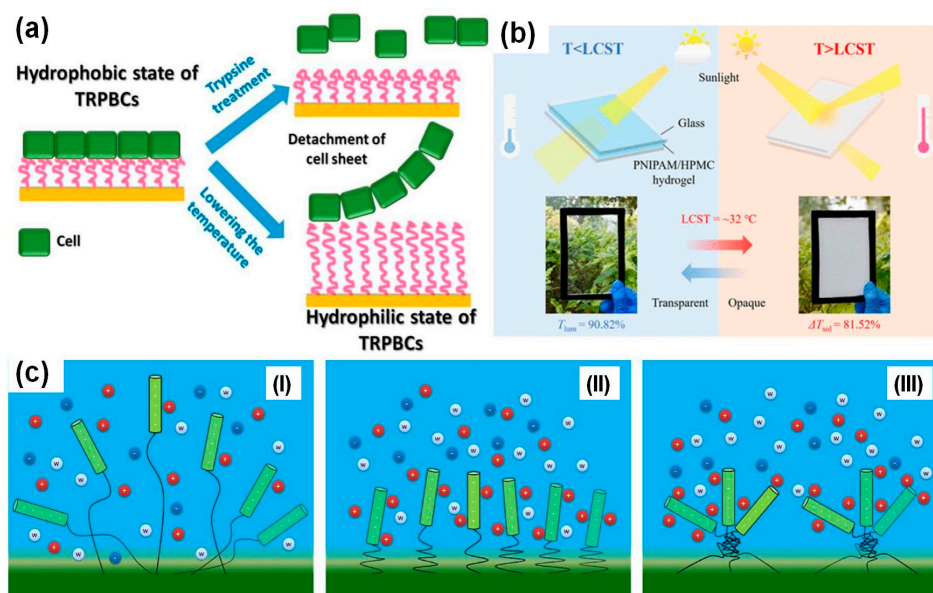 (a)
Hydrophobic state of
TRPBCs
Trypsine
treatment
Detachment of
cell sheet
Lowering the
temperature
Cell
Hydrophilic state of
TRPBCs
(b)
T<LCST
T>LCST
Sunlight
Glass
PNIPAM/HPMC
hydrogel
LCST = ~32 °C
Transparent
Opaque
Tlum = 90.82%
ΔTsol = 81.52%
(c)
(I)
(II)
(III)